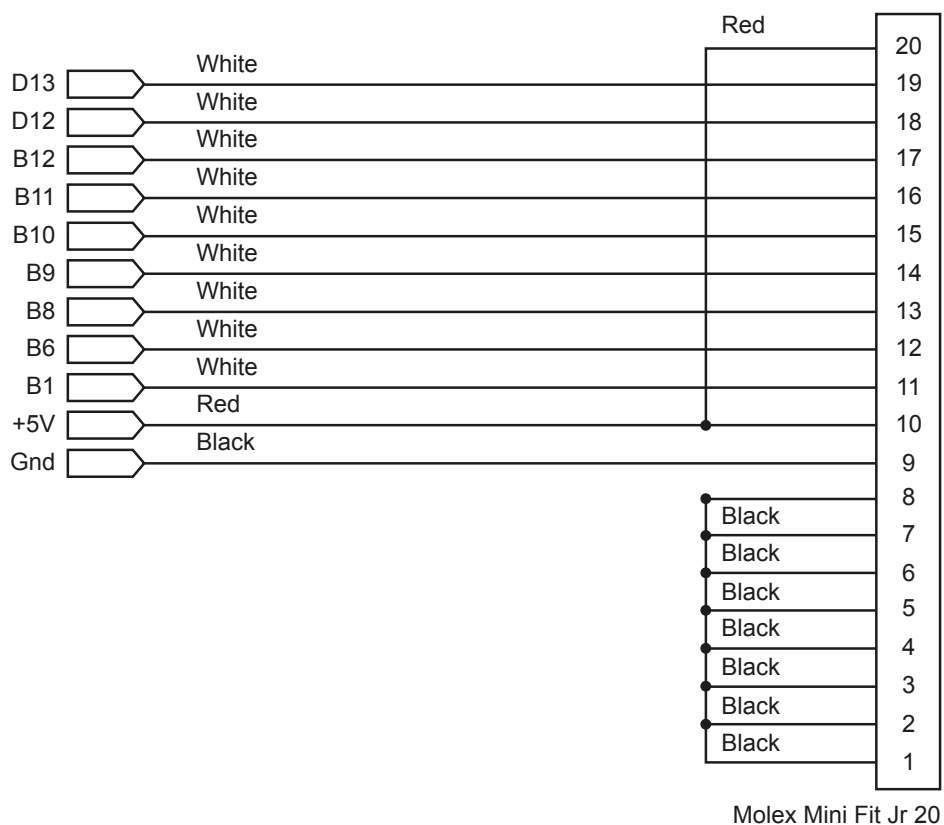 Red
20
White
D13 19
White
D12 18
White
B12 17
White
B11 16
White
B10 15
White
B9 14
White
B8 13
White
B6 12
White
B1 11
Red
+5V 10
Black
Gnd 9
8
Black
7
Black
6
Black
5
Black
4
Black
3
Black
2
Black
1
Molex Mini Fit Jr 20